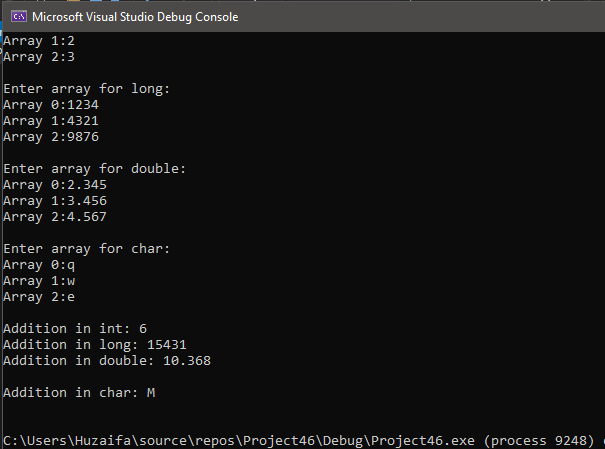 Microsoft Visual Studio Debug Console
Array 1:2
Array 2:3
Enter array for long:
Array 0:1234
Array 1:4321
Array 2:9876
Enter array for double:
Array 0:2.345
Array 1:3.456
Array 2:4.567
Enter array for char:
Array 0:q
Array 1:w
Array 2:e
Addition in int: 6
Addition in long: 15431
Addition in double: 10.368
Addition in char: M
C:\Users\Huzaifa\source\repos\Project46\Debug\Project46.exe (process 9248)